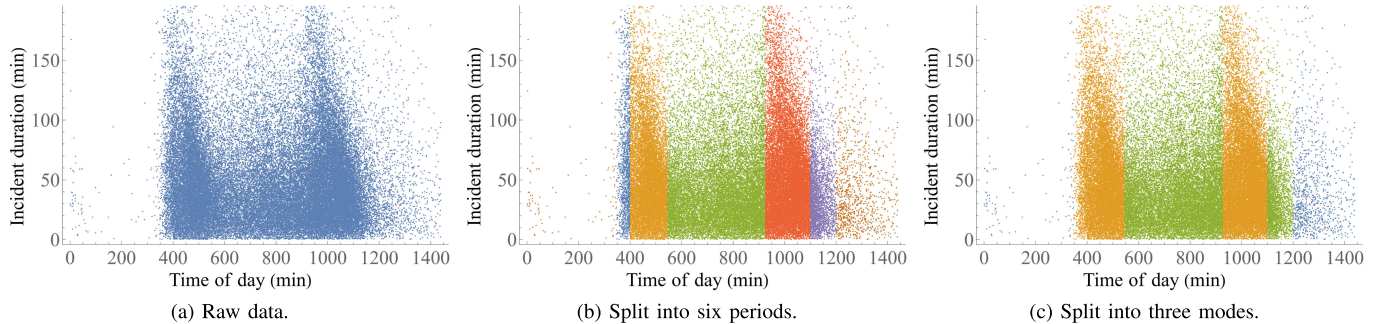 Incident duration (min)
150
100
50
0
0 200 400 600 800 1000 1200 1400
Time of day (min)
(a) Raw data.
Incident duration (min)
150
100
50
0
0 200 400 600 800 1000 1200 1400
Time of day (min)
(b) Split into six periods.
Incident duration (min)
150
100
50
0
0 200 400 600 800 1000 1200 1400
Time of day (min)
(c) Split into three modes.